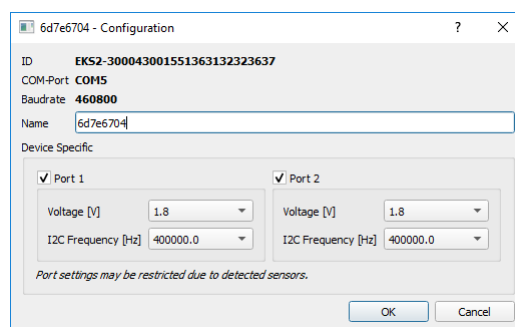 6d7e6704 - Configuration ? X
ID EKS2-300043001551363132323637
COM-Port COM5
Baudrate 460800
Name 6d7e6704
Device Specific
Port 1 Port 2
Voltage [V] 1.8 Voltage [V] 1.8
I2C Frequency [Hz] 400000.0 I2C Frequency [Hz] 400000.0
Port settings may be restricted due to detected sensors.
OK Cancel